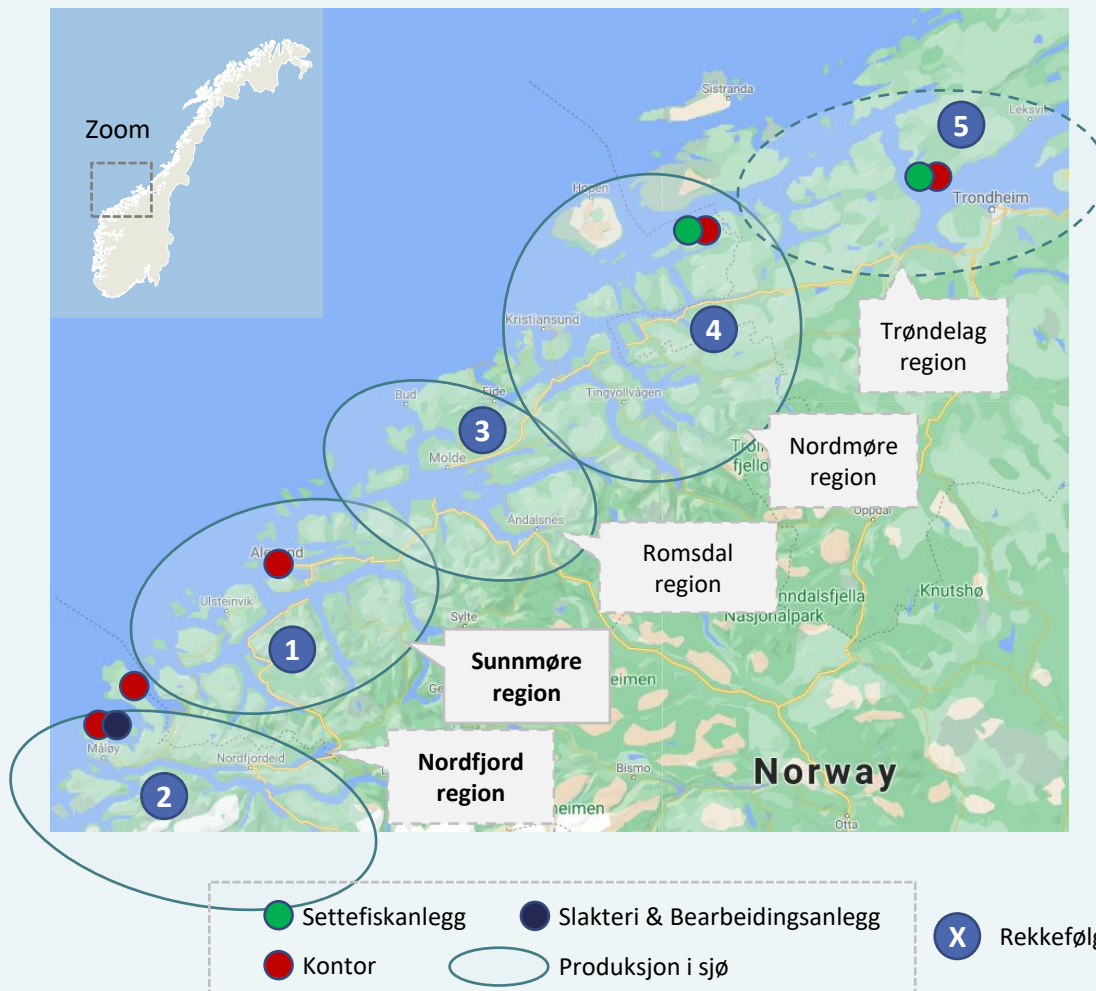 Zoom
Sistranda
Leksvik
5
Hopen
Trondheim
Kristiansund
4
Trøndelag
region
Bud
Eide
Tingvollvågen
3
Molde
Nordmøre
region
Oppdal
Åndalsnes
Romsdal
region
Ulsteinvik
Sylte
Nasjonalpark
Knutshø
1
Sunnmøre
region
Måløy
Nordfjordeid
Nordfjord
region
Bismo
Norway
2
Otta
Settefiskanlegg
Slakteri & Bearbeidingsanlegg
X
Rekkefølg
Kontor
Produksjon i sjø